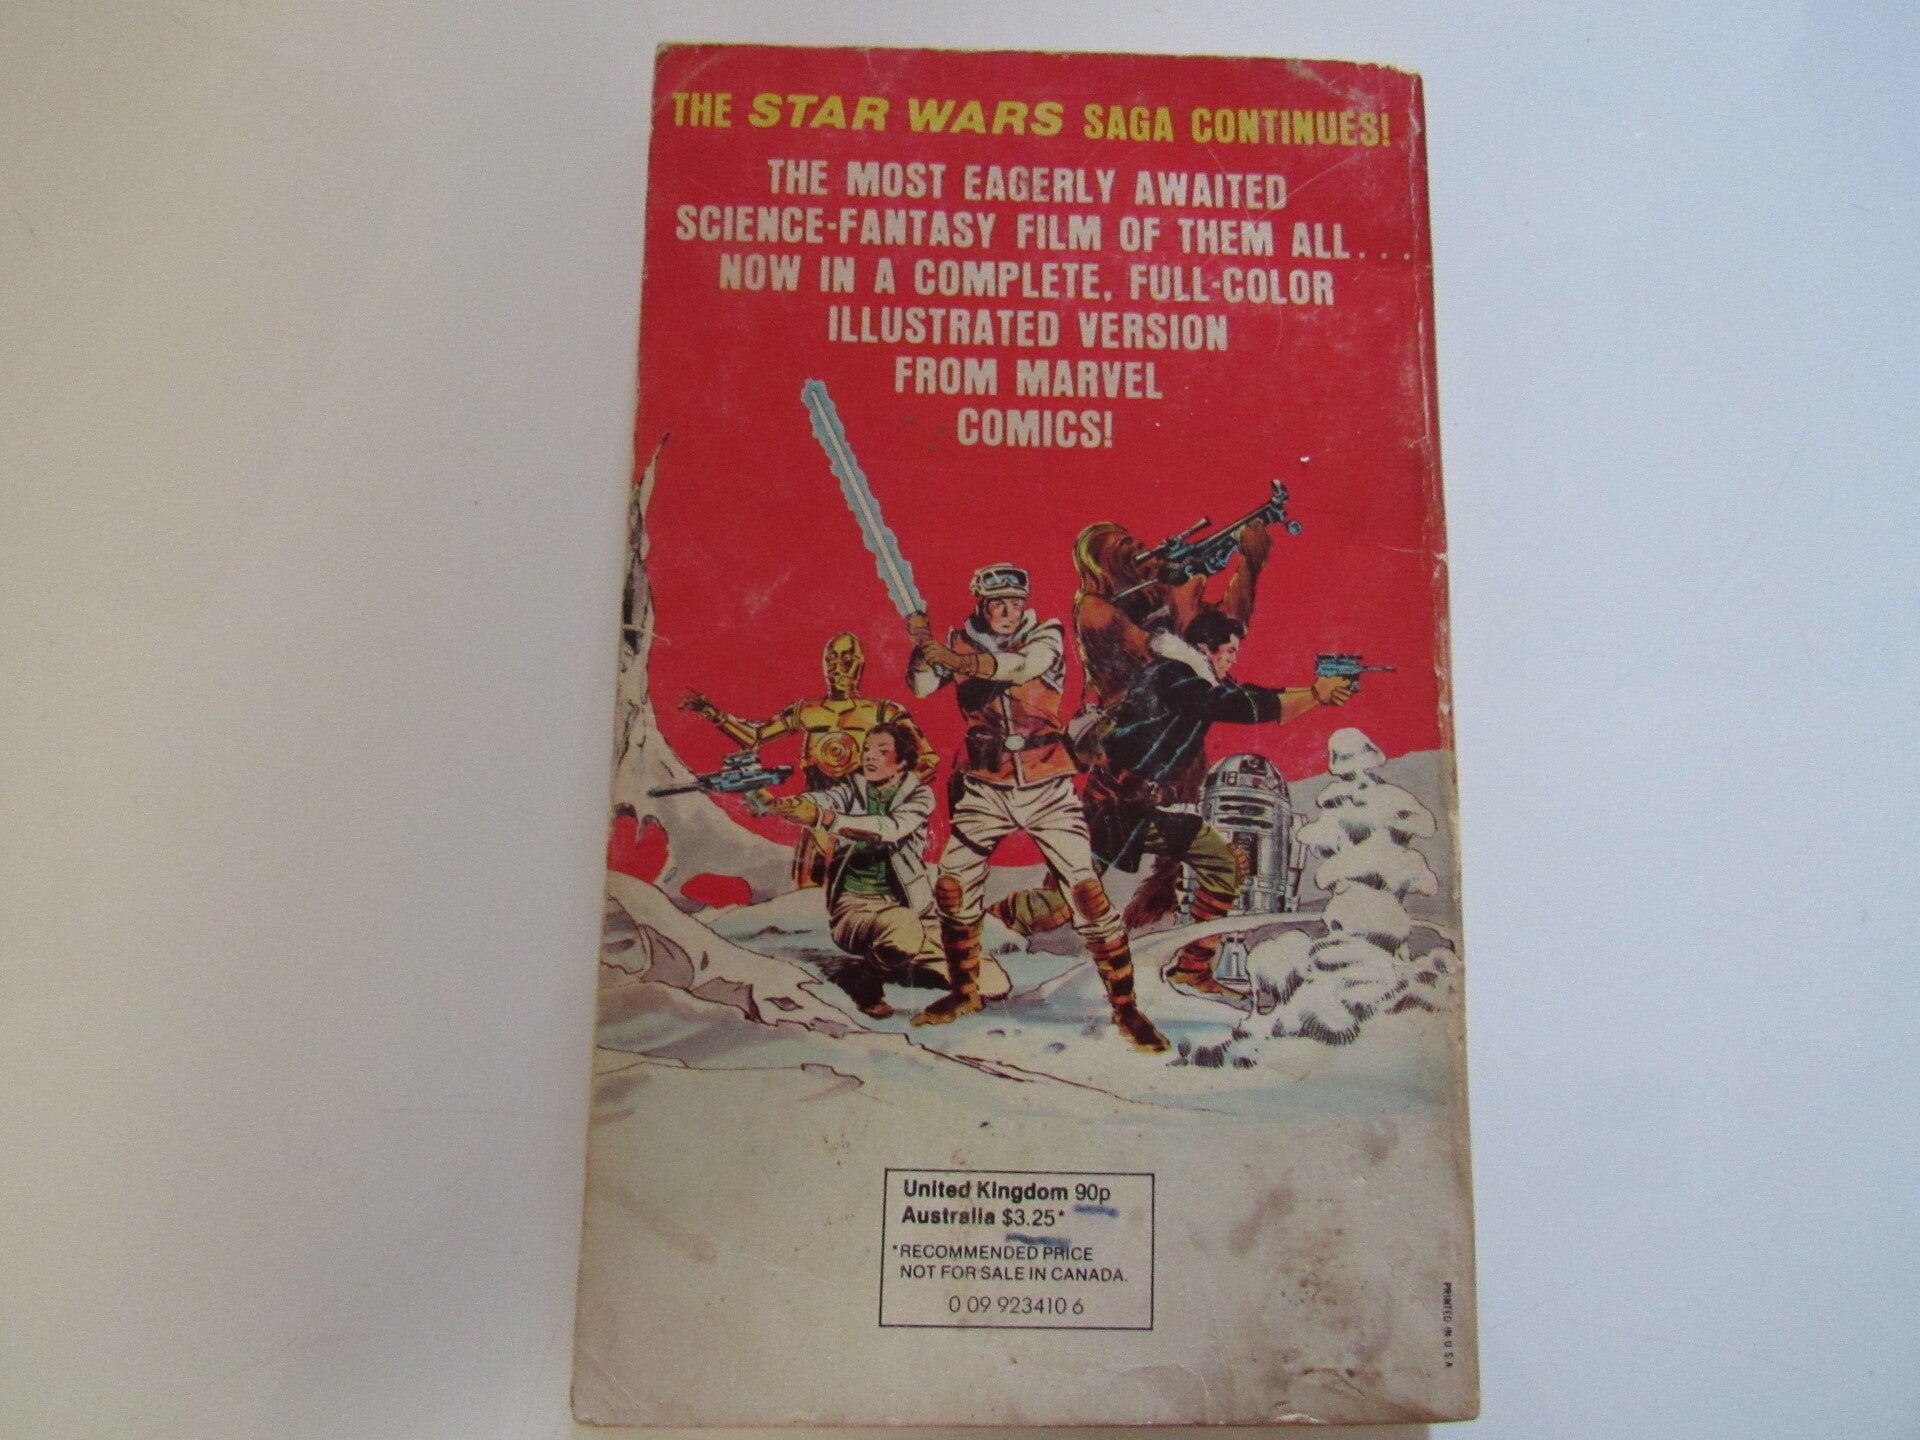 THE STAR WARS SAGA CONTINUES!
THE MOST EAGERLY AWAITED
SCIENCE-FANTASY FILM OF THEM ALL...
NOW IN A COMPLETE, FULL-COLOR
ILLUSTRATED VERSION
FROM MARVEL
COMICS!
United Kingdom 90p
Australia $3.25*
*RECOMMENDED PRICE
NOT FOR SALE IN CANADA.
0 09 923410 6
PRINTED IN U.S.A